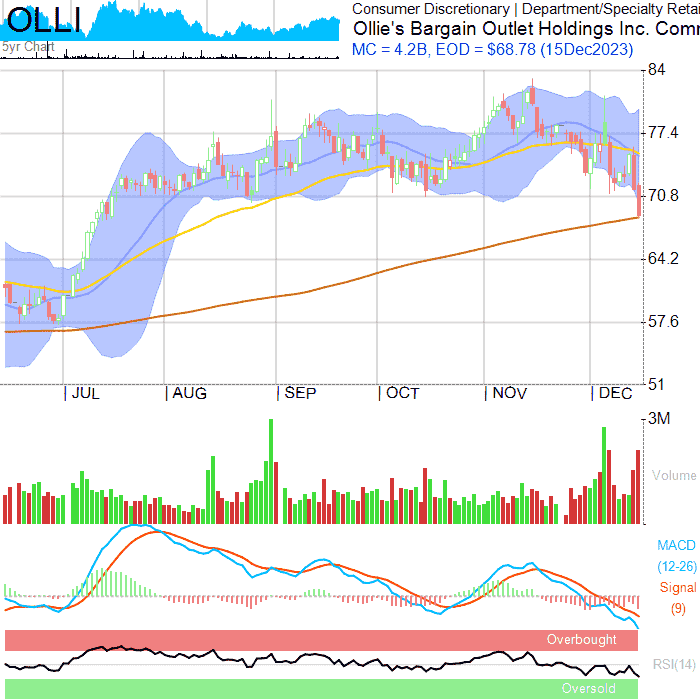 OLLI
5yr Chart
Consumer Discretionary | Department/Specialty Retai
Ollie's Bargain Outlet Holdings Inc. Comm
MC = 4.2B, EOD = $68.78 (15Dec2023)
84
77.4
70.8
64.2
57.6
51
JUL AUG SEP OCT NOV DEC
3M
Volume
MACD
(12-26)
Signal
(9)
Overbought
RSI(14)
Oversold